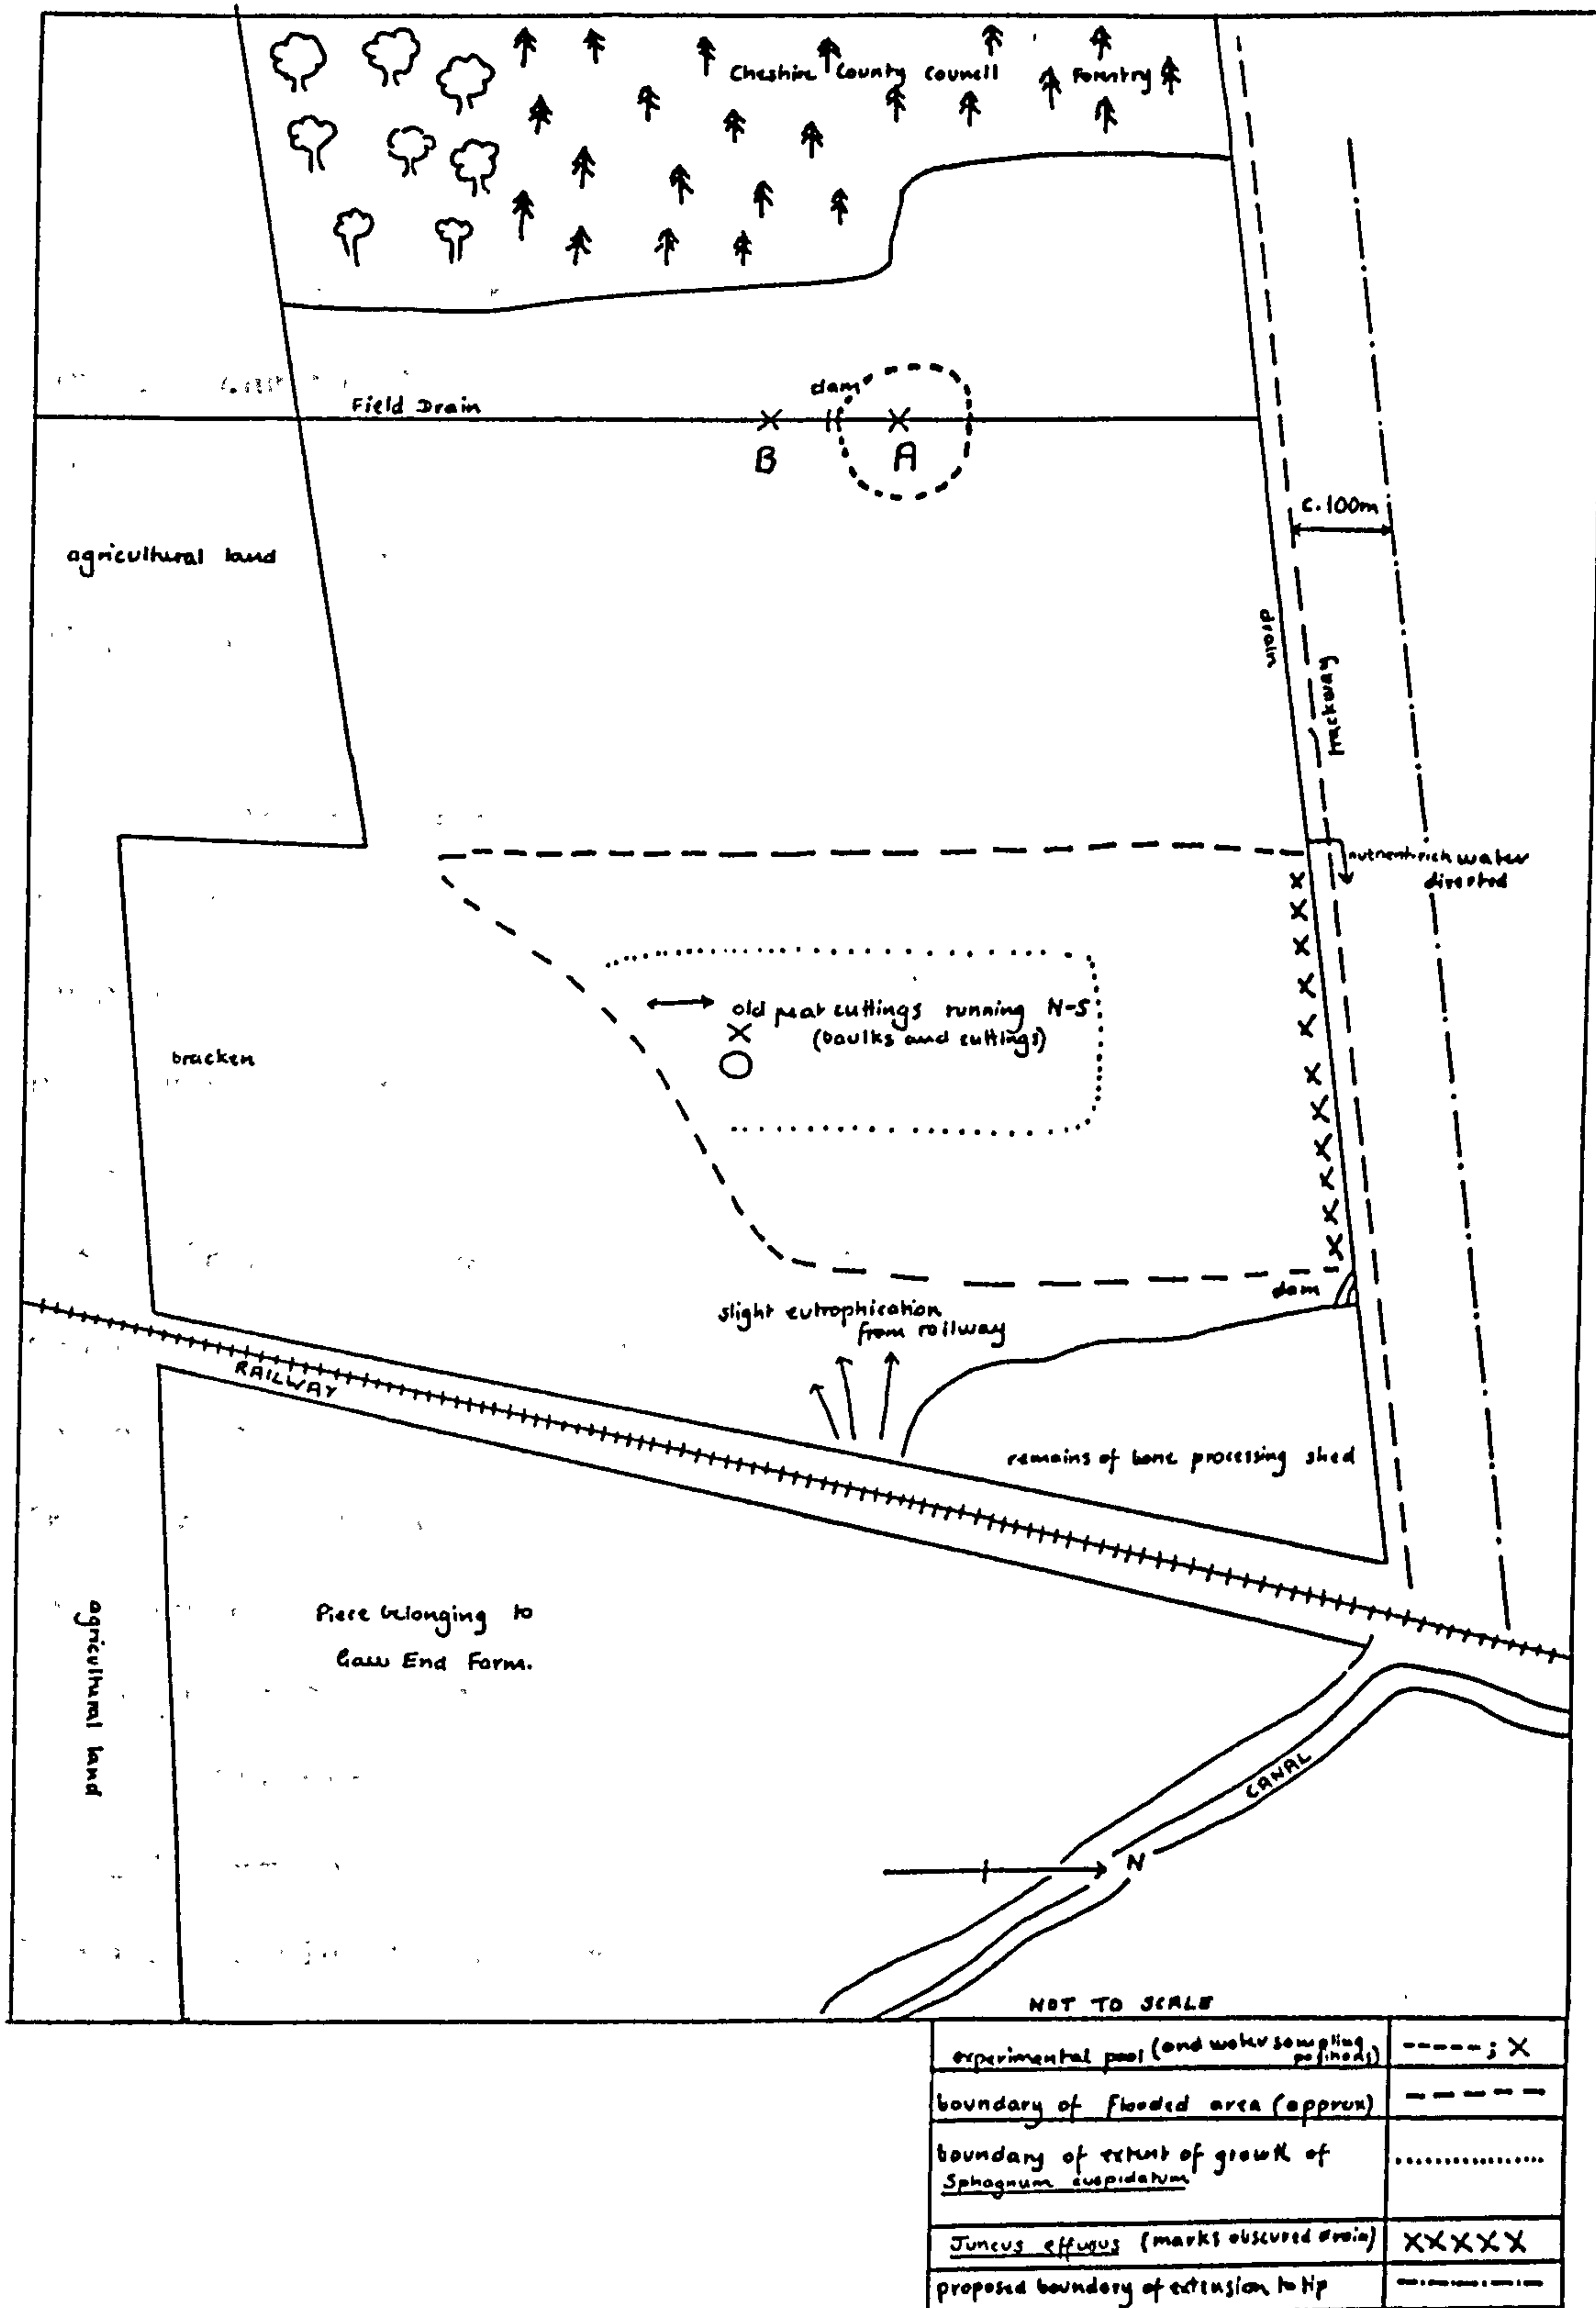 Cheshire County Council Forestry
dam
Field Drain
B
A
c.100m
agricultural land
drain
trackway
nutrient-rich water
diverted
old peat cuttings running N-S
(baulks and cuttings)
X
O
bracken
dam
slight eutrophication
from railway
RAILWAY
remains of bone processing shed
Piece belonging to
Gaw End Farm.
agricultural land
CANAL
N
NOT TO SCALE
experimental pool (and water sampling
positions) -----; X
boundary of flooded area (approx)
boundary of extent of growth of
Sphagnum cuspidatum
Juncus effusus (marks obscured drain) XXXXX
proposed boundary of extension to tip